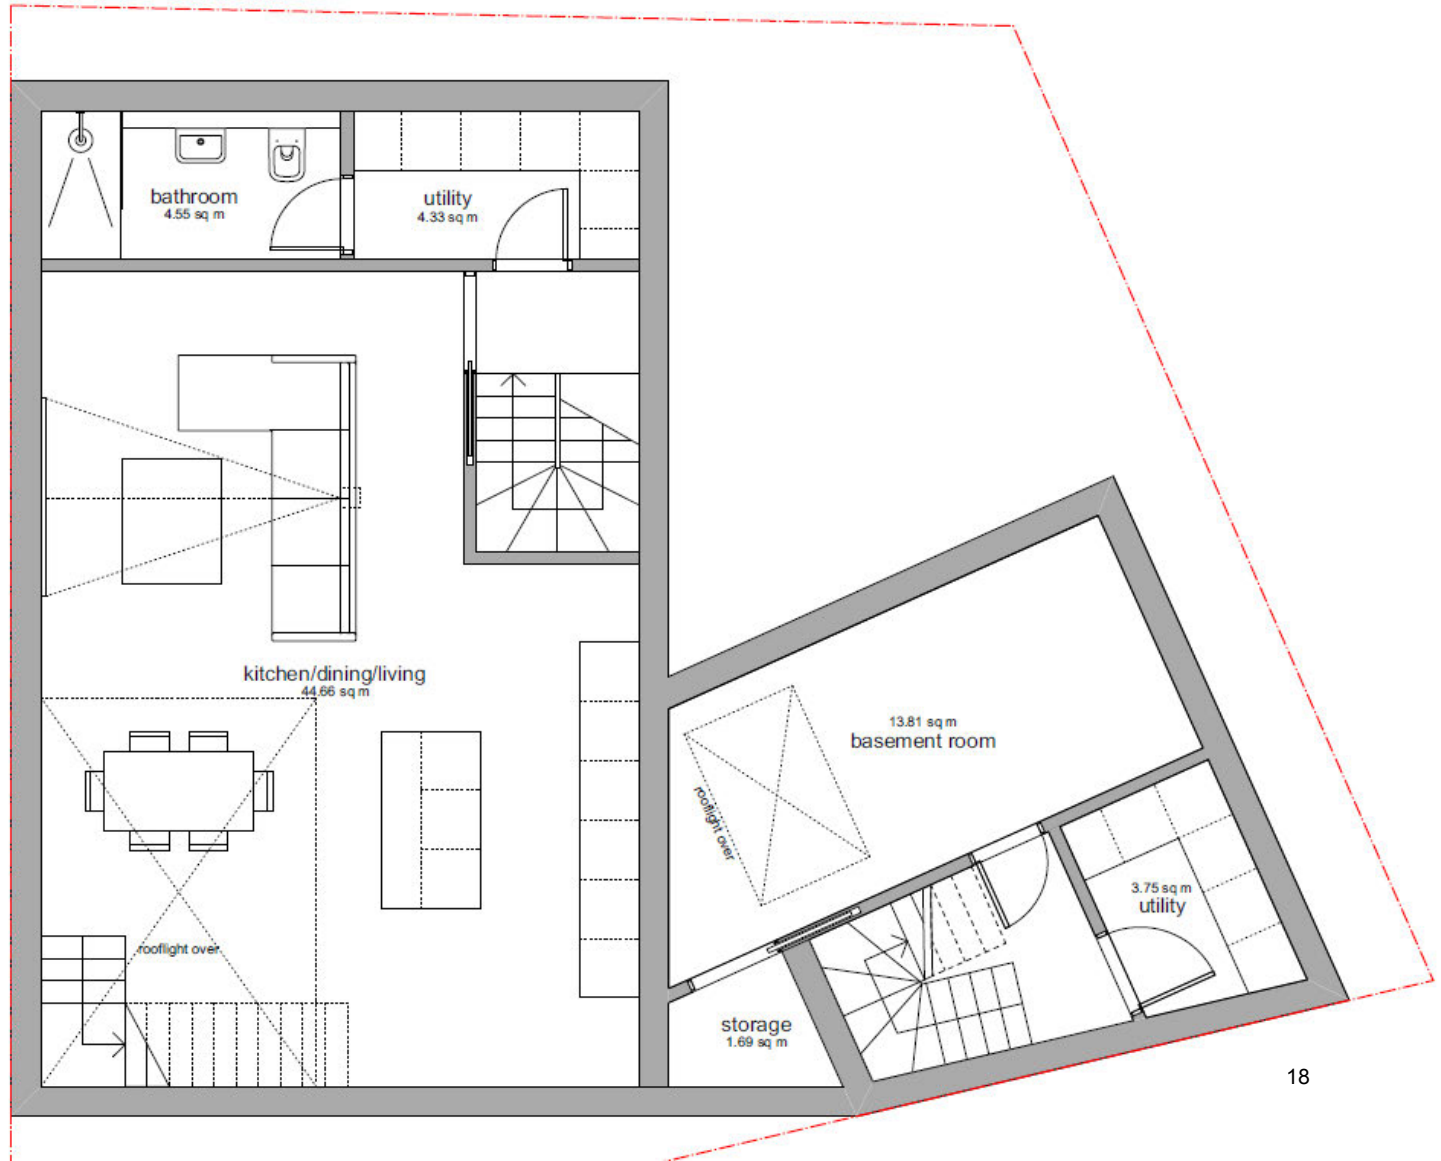 bathroom
4.55 sq m
utility
4.33 sq m
kitchen/dining/living
44.66 sq m
rooflight over
13.81 sq m
basement room
rooflight over
3.75 sq m
utility
storage
1.69 sq m
18